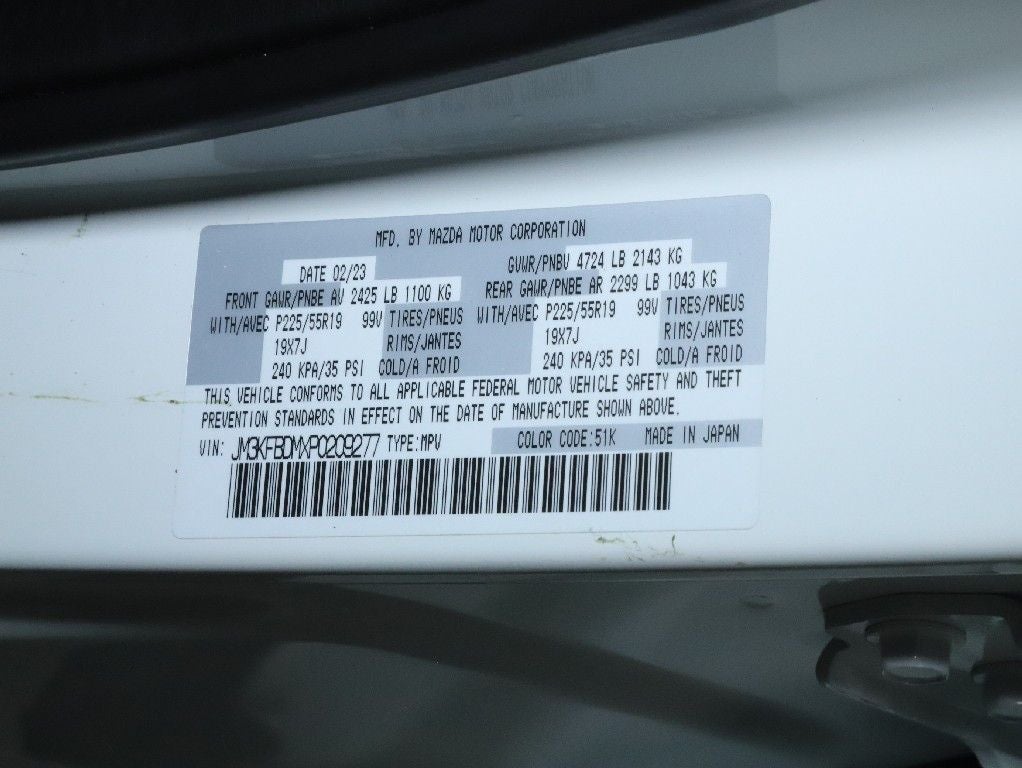 MFD. BY MAZDA MOTOR CORPORATION
DATE 02/23 GVWR/PNBV 4724 LB 2143 KG
FRONT GAWR/PNBE AV 2425 LB 1100 KG REAR GAWR/PNBE AR 2299 LB 1043 KG
WITH/AVEC P225/55R19 99V TIRES/PNEUS WITH/AVEC P225/55R19 99V TIRES/PNEUS
19X7J RIMS/JANTES 19X7J RIMS/JANTES
240 KPA/35 PSI COLD/A FROID 240 KPA/35 PSI COLD/A FROID
THIS VEHICLE CONFORMS TO ALL APPLICABLE FEDERAL MOTOR VEHICLE SAFETY AND THEFT
PREVENTION STANDARDS IN EFFECT ON THE DATE OF MANUFACTURE SHOWN ABOVE.
VIN: JM3KFBDMXP0209277 TYPE:MPV COLOR CODE:51K MADE IN JAPAN